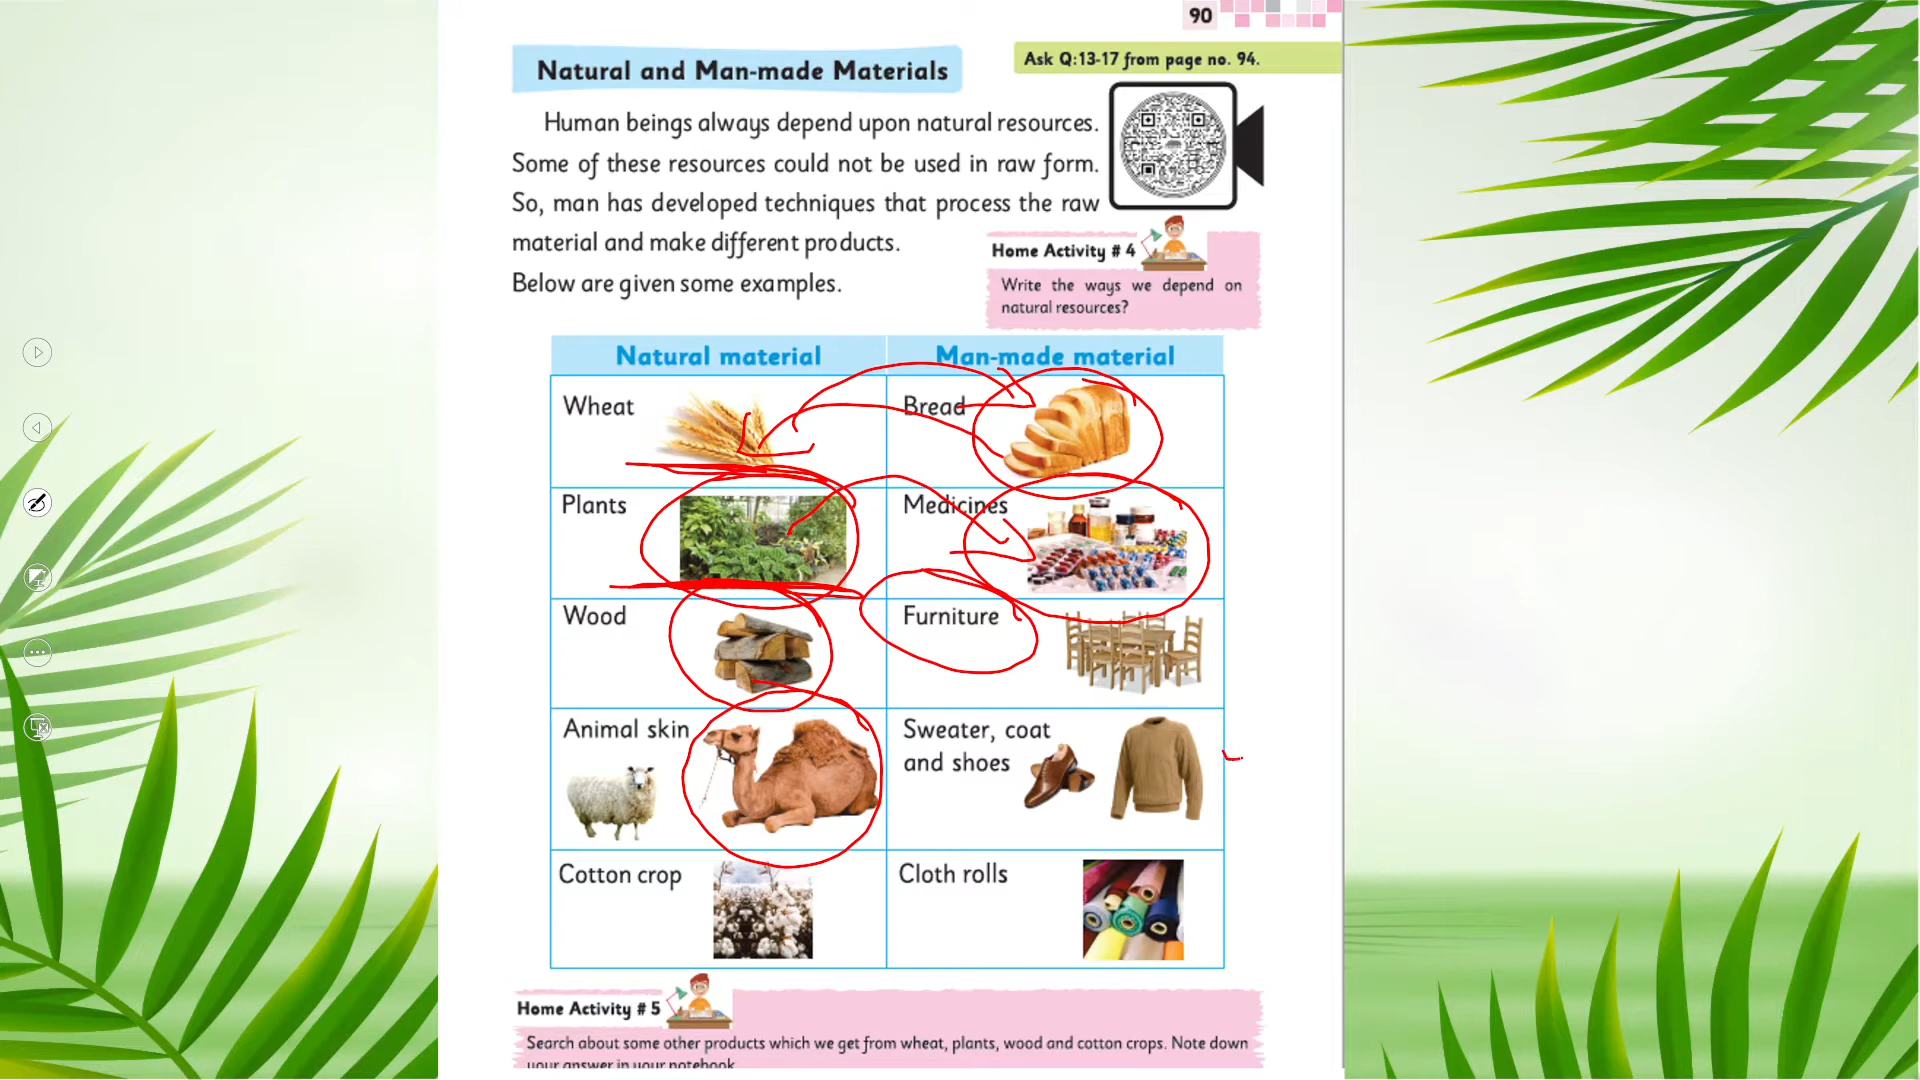 90
Natural and Man-made Materials
Ask Q:13-17 from page no. 94.
Human beings always depend upon natural resources.
Some of these resources could not be used in raw form.
So, man has developed techniques that process the raw
material and make different products.
Below are given some examples.
Home Activity # 4
Write the ways we depend on
natural resources?
Natural material
Man-made material
Wheat
Bread
Plants
Medicines
Wood
Furniture
Animal skin
Sweater, coat
and shoes
Cotton crop
Cloth rolls
Home Activity # 5
Search about some other products which we get from wheat, plants, wood and cotton crops. Note down
your answer in your notebook